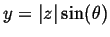 y = |z| sin(θ)